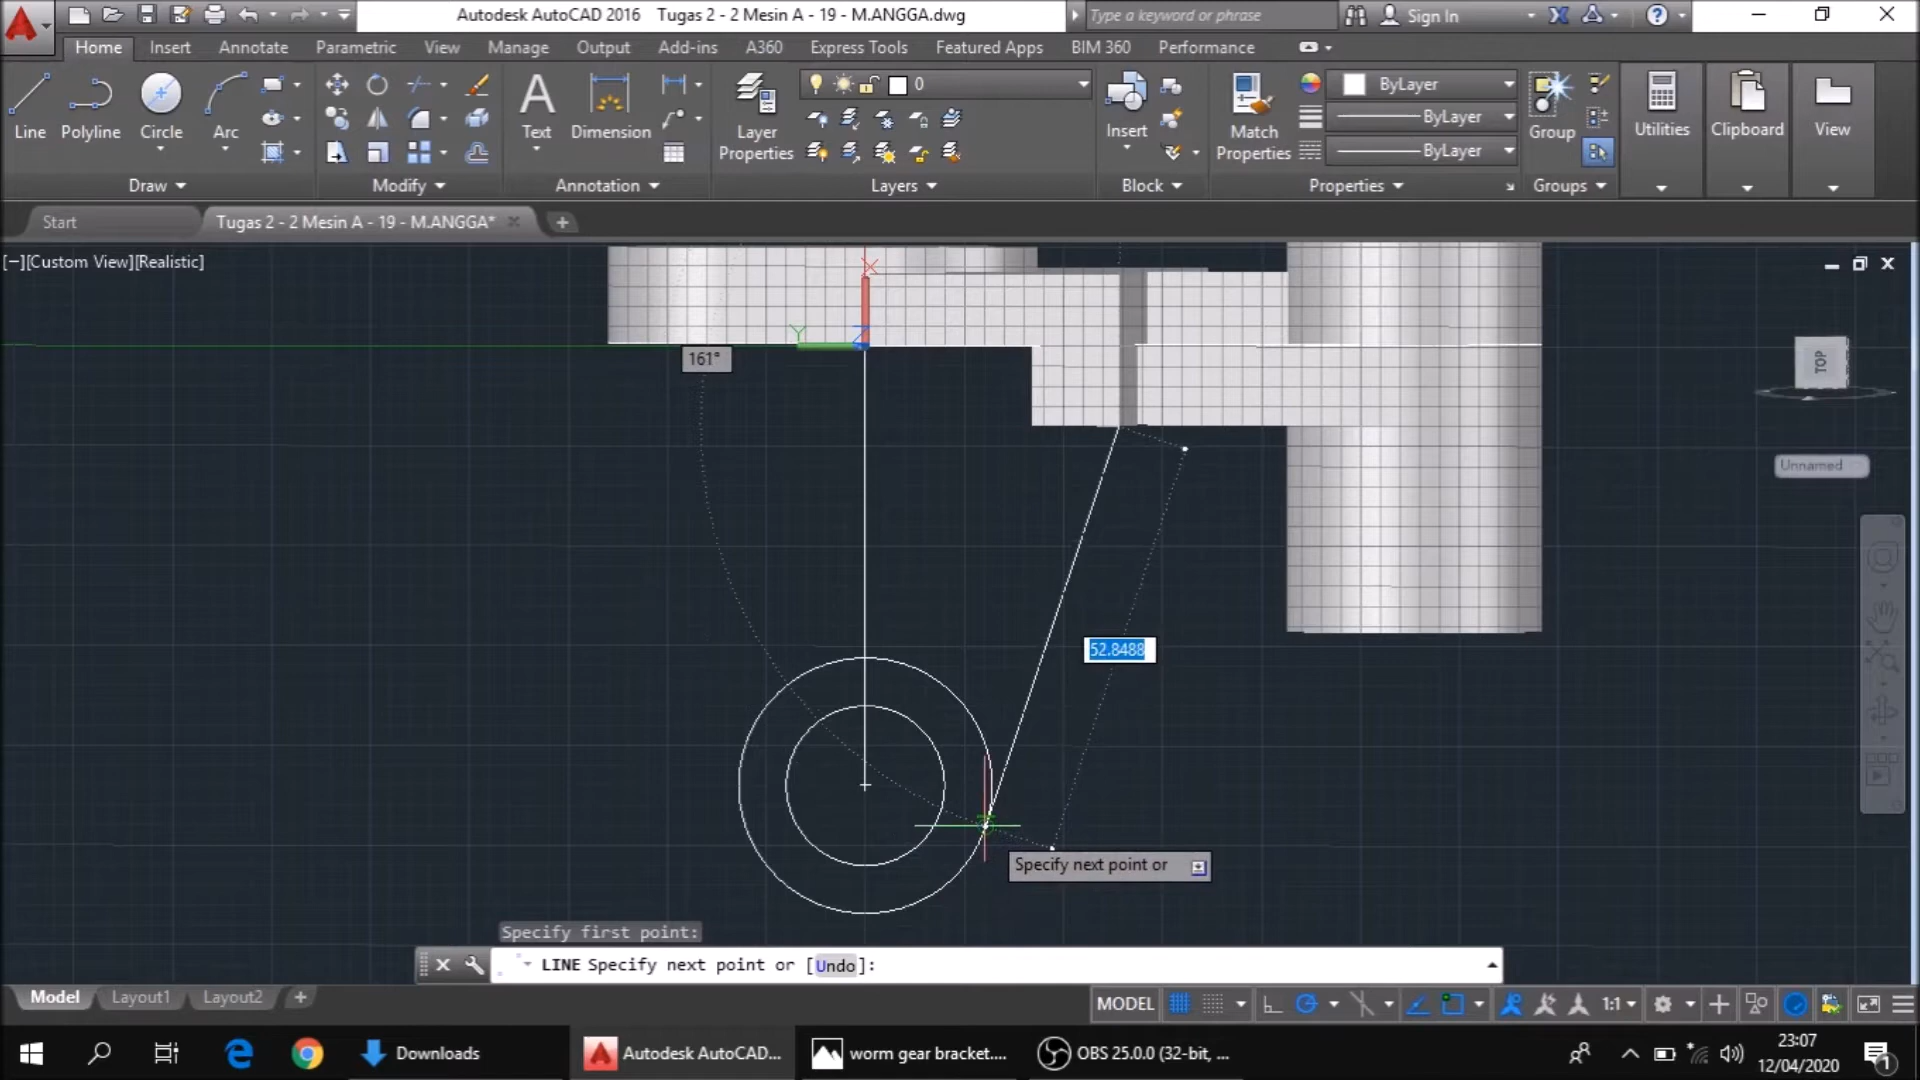 Autodesk AutoCAD 2016 Tugas 2 - 2 Mesin A - 19 - M.ANGGA.dwg
Type a keyword or phrase
Sign In
Home Insert Annotate Parametric View Manage Output Add-ins A360 Express Tools Featured Apps BIM 360 Performance
0
ByLayer
ByLayer
ByLayer
Line Polyline Circle Arc
Text Dimension
Layer Properties
Insert
Match Properties
Group
Utilities Clipboard View
Draw Modify Annotation Layers Block Properties Groups
Start Tugas 2 - 2 Mesin A - 19 - M.ANGGA*
[−][Custom View][Realistic]
X
Y
Z
161°
TOP
Unnamed
52.8488
Specify next point or
Specify first point:
LINE Specify next point or [Undo]:
Model Layout1 Layout2
MODEL 1:1
Downloads
Autodesk AutoCAD...
worm gear bracket....
OBS 25.0.0 (32-bit, ...
23:07
12/04/2020
1